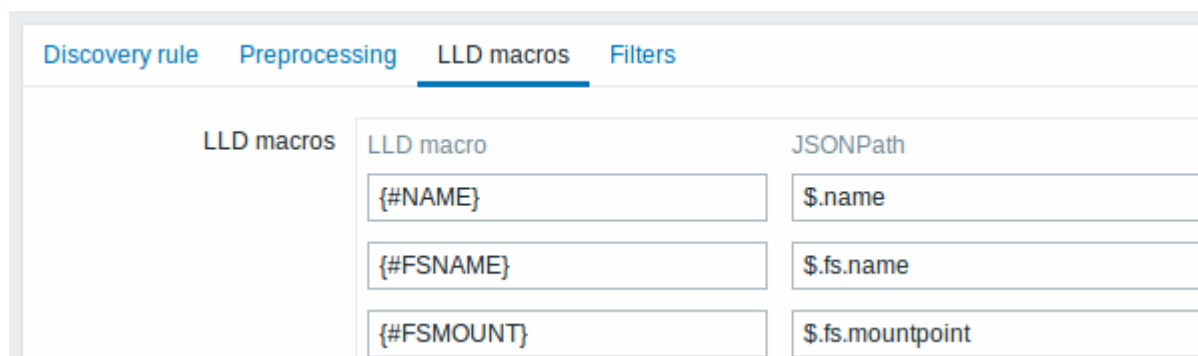 Discovery rule Preprocessing LLD macros Filters
LLD macros LLD macro JSONPath
{#NAME} $.name
{#FSNAME} $.fs.name
{#FSMOUNT} $.fs.mountpoint